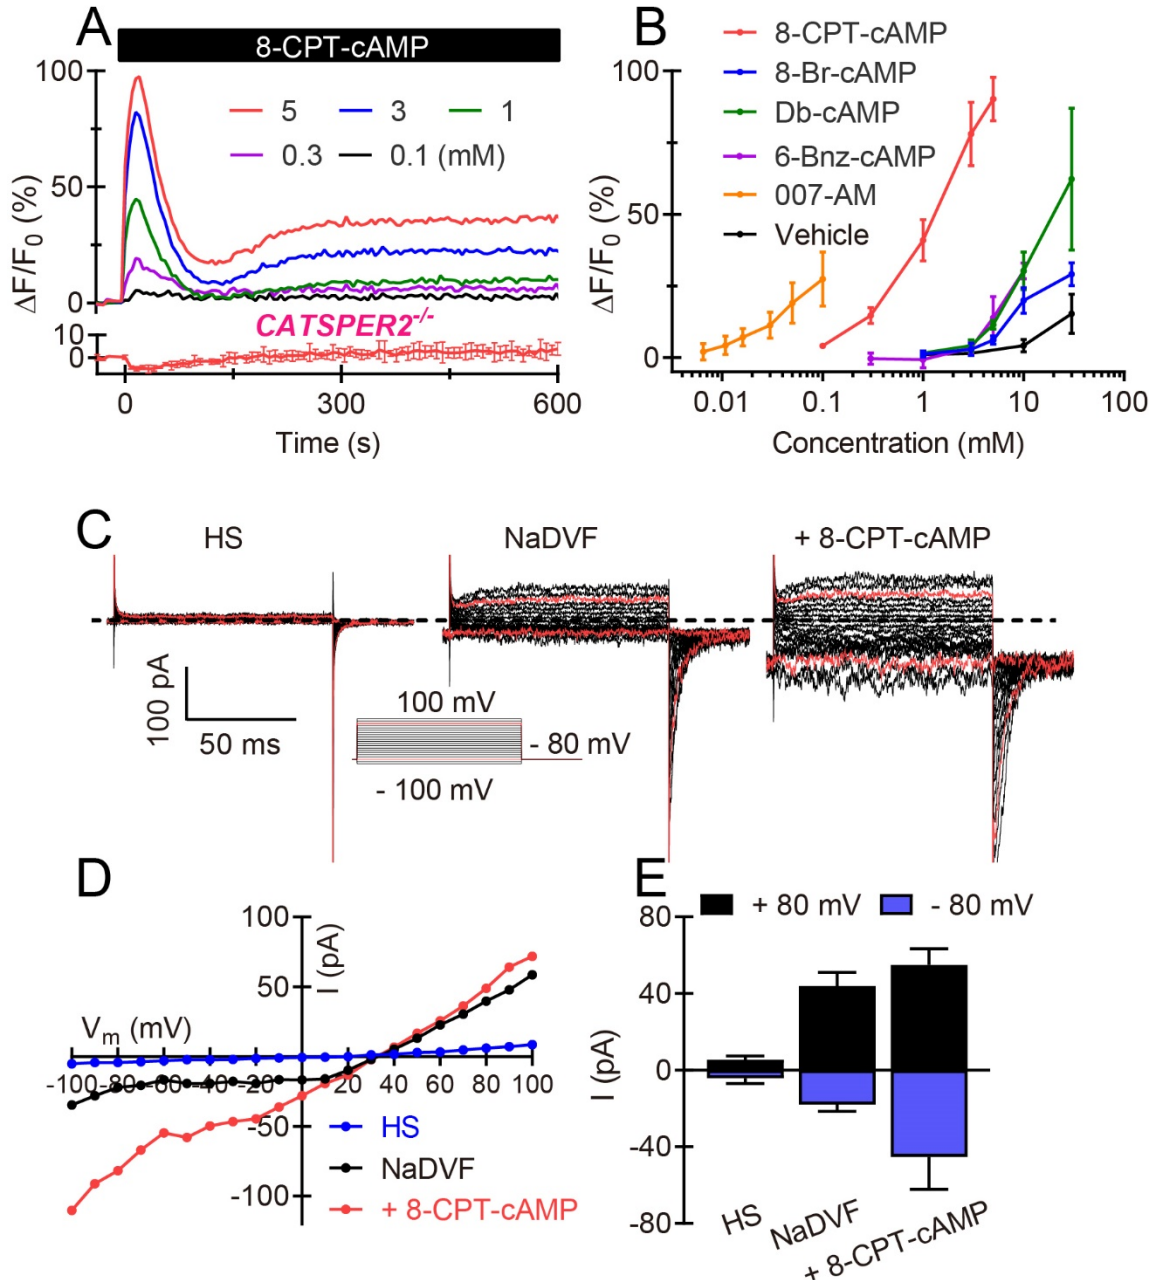 A
8-CPT-cAMP
100
50
0
ΔF/F0 (%)
5
3
1
0.3
0.1 (mM)
CATSPER2-/-
10
0
0
300
600
Time (s)
B
8-CPT-cAMP
8-Br-cAMP
Db-cAMP
6-Bnz-cAMP
007-AM
Vehicle
100
50
0
ΔF/F0 (%)
0.01
0.1
1
10
100
Concentration (mM)
C
HS
NaDVF
+ 8-CPT-cAMP
100 pA
50 ms
100 mV
- 80 mV
- 100 mV
D
100
50
-50
-100
I (pA)
Vm (mV)
-100
-80
-60
-40
-20
20
40
60
80
100
HS
NaDVF
+ 8-CPT-cAMP
E
+ 80 mV
- 80 mV
80
40
0
-40
-80
I (pA)
HS
NaDVF
+ 8-CPT-cAMP